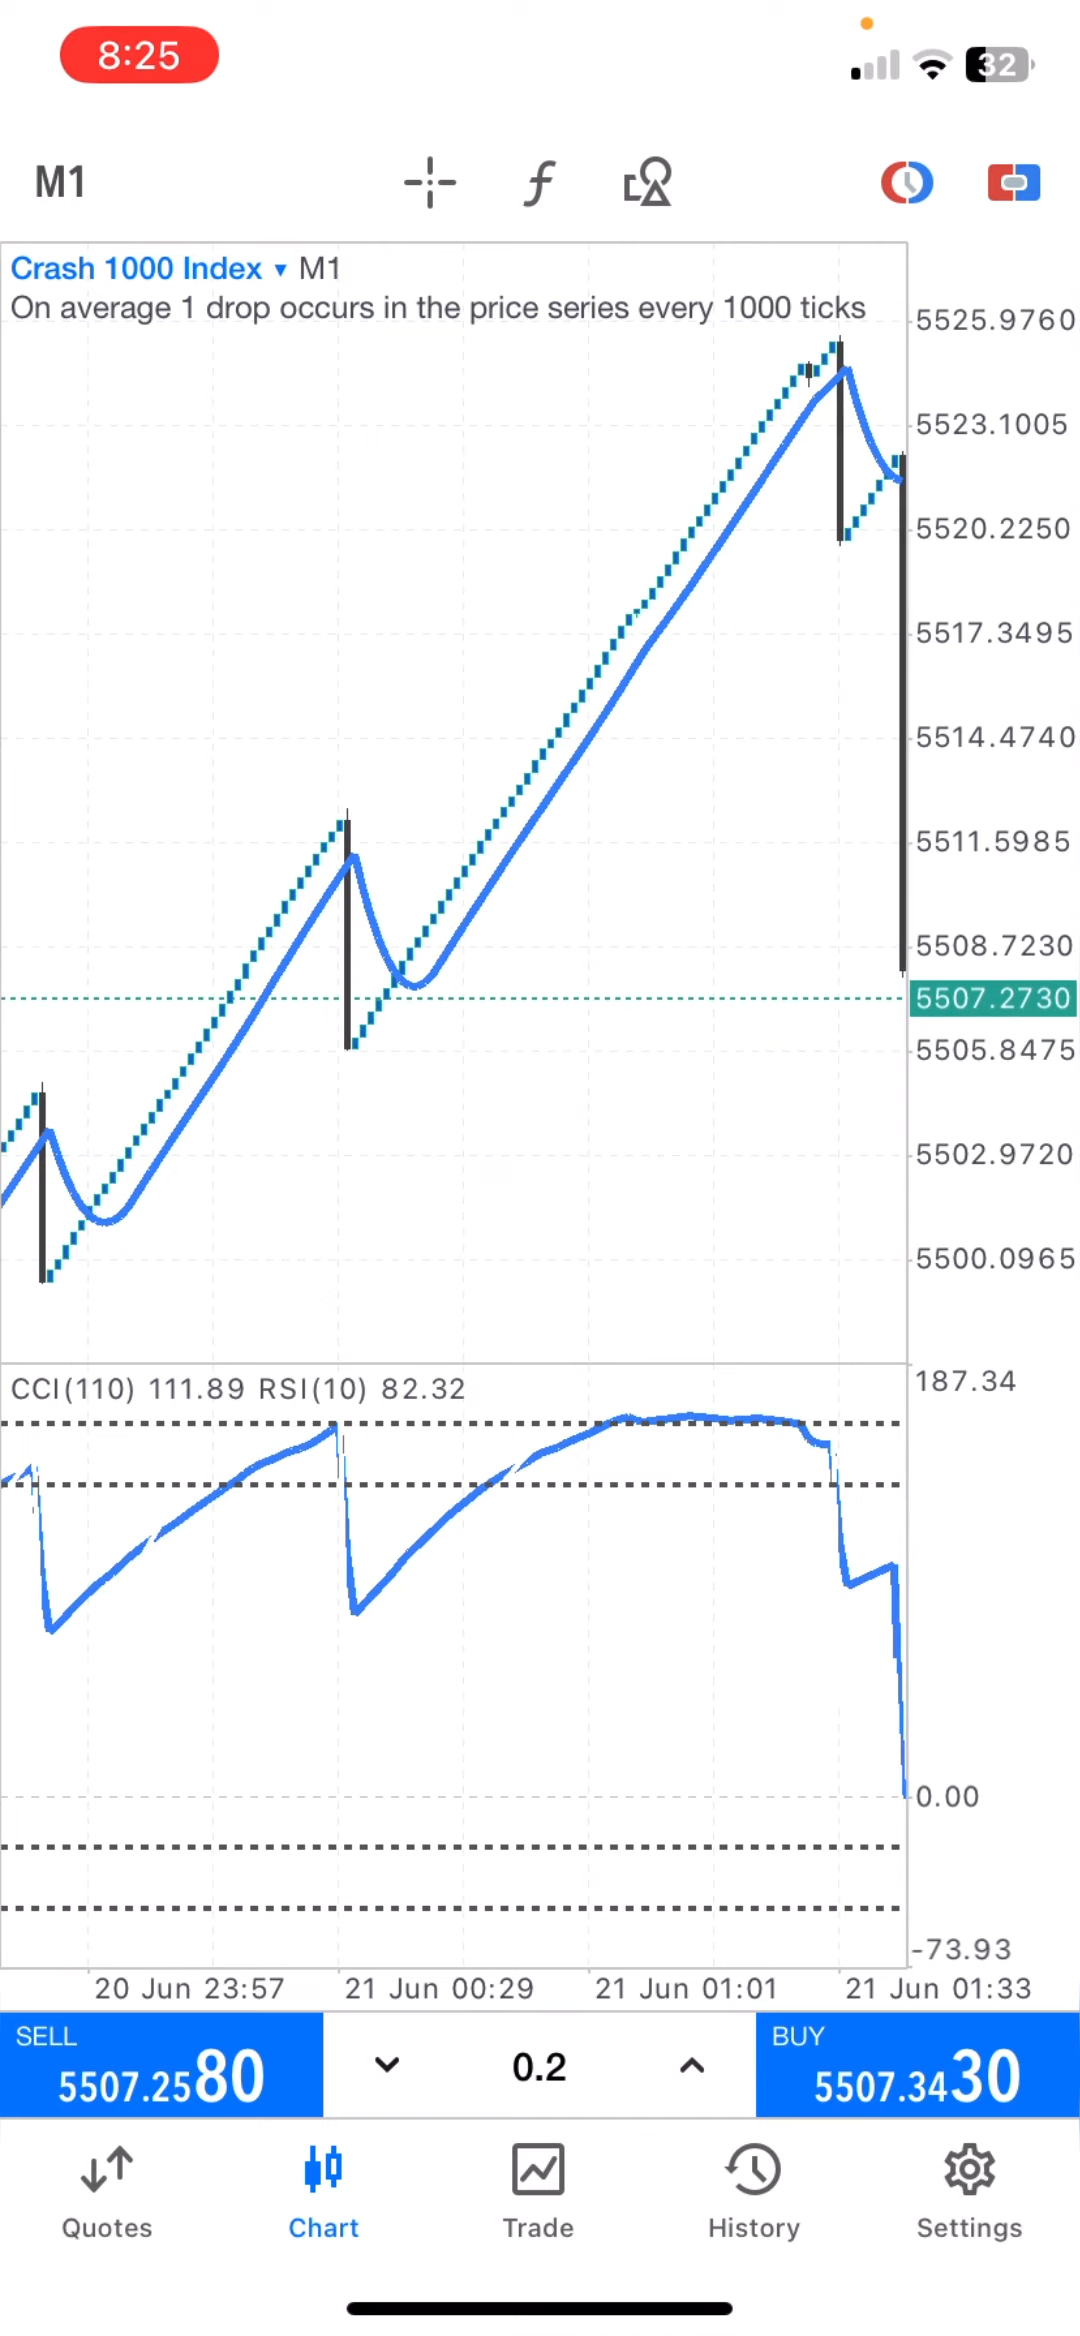 8:25
32
M1
Crash 1000 Index ▾ M1
On average 1 drop occurs in the price series every 1000 ticks
5525.9760
5523.1005
5520.2250
5517.3495
5514.4740
5511.5985
5508.7230
5507.2730
5505.8475
5502.9720
5500.0965
CCI(110) 111.89 RSI(10) 82.32
187.34
0.00
-73.93
20 Jun 23:57 21 Jun 00:29 21 Jun 01:01 21 Jun 01:33
SELL
5507.2580
0.2
BUY
5507.3430
Quotes Chart Trade History Settings